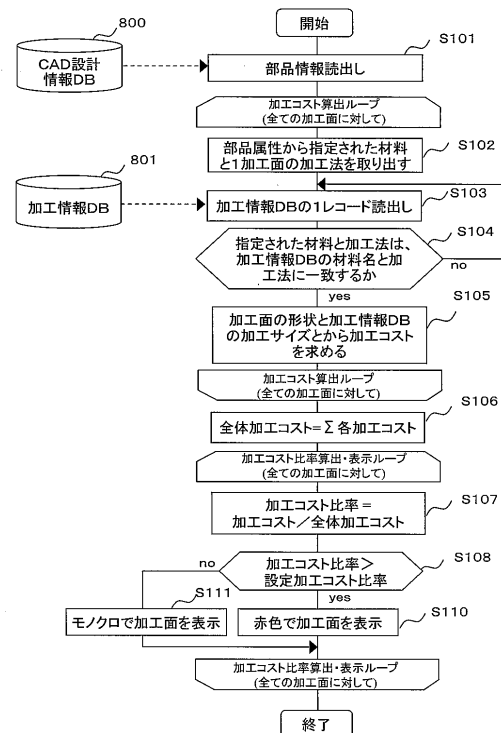 開始
800
CAD設計
情報DB
S101
部品情報読出し
加工コスト算出ループ
(全ての加工面に対して)
S102
部品属性から指定された材料
と1加工面の加工法を取り出す
801
加工情報DB
S103
加工情報DBの1レコード読出し
S104
指定された材料と加工法は、
加工情報DBの材料名と加
工法に一致するか
no
yes
S105
加工面の形状と加工情報DB
の加工サイズとから加工コスト
を求める
加工コスト算出ループ
(全ての加工面に対して)
S106
全体加工コスト=Σ各加工コスト
加工コスト比率算出・表示ループ
(全ての加工面に対して)
S107
加工コスト比率=
加工コスト/全体加工コスト
S108
加工コスト比率>
設定加工コスト比率
no
yes
S111
モノクロで加工面を表示
S110
赤色で加工面を表示
加工コスト比率算出・表示ループ
(全ての加工面に対して)
終了